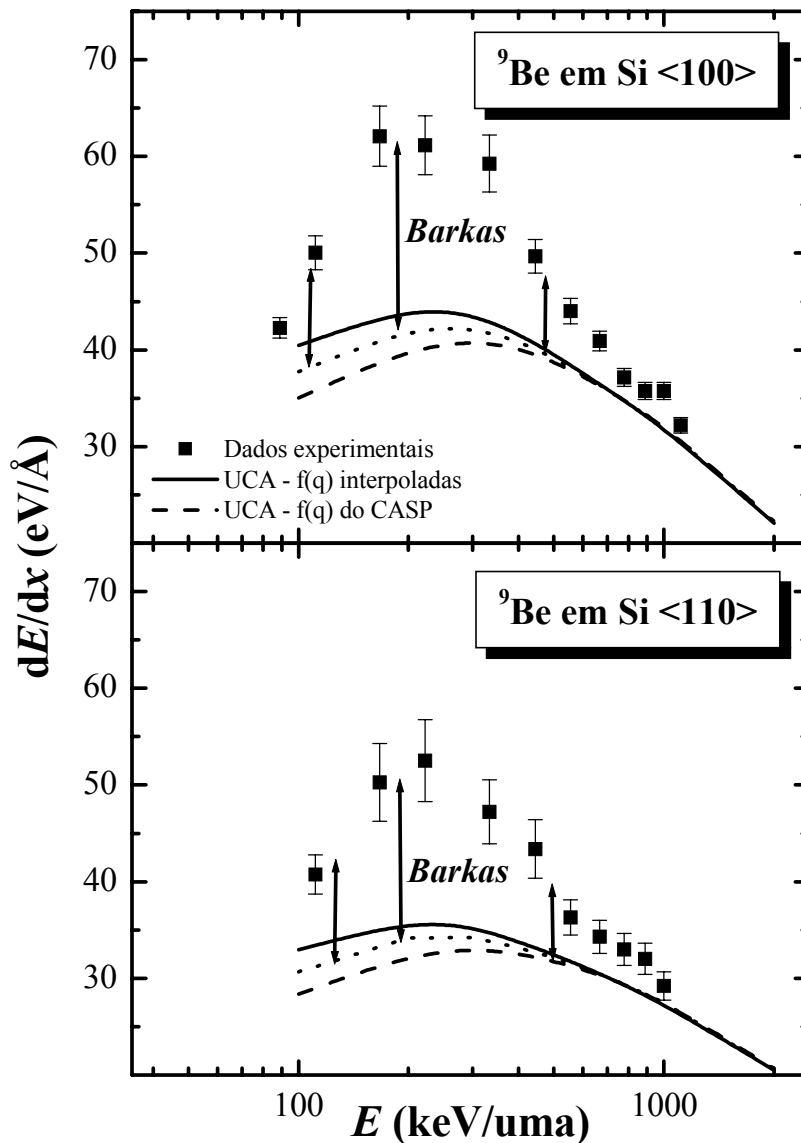 70
60
50
40
30
⁹Be em Si <100>
Barkas
Dados experimentais
UCA - f(q) interpoladas
UCA - f(q) do CASP
dE/dx (eV/Å)
70
60
50
40
30
⁹Be em Si <110>
Barkas
100
1000
E (keV/uma)